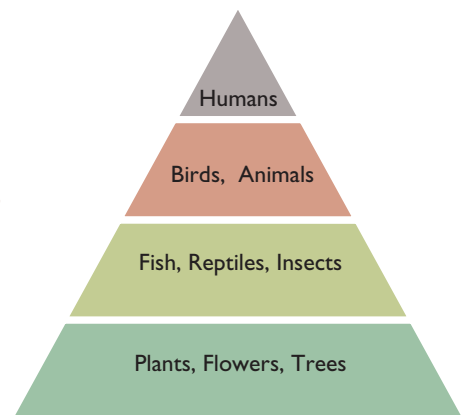 Humans
Birds, Animals
Fish, Reptiles, Insects
Plants, Flowers, Trees